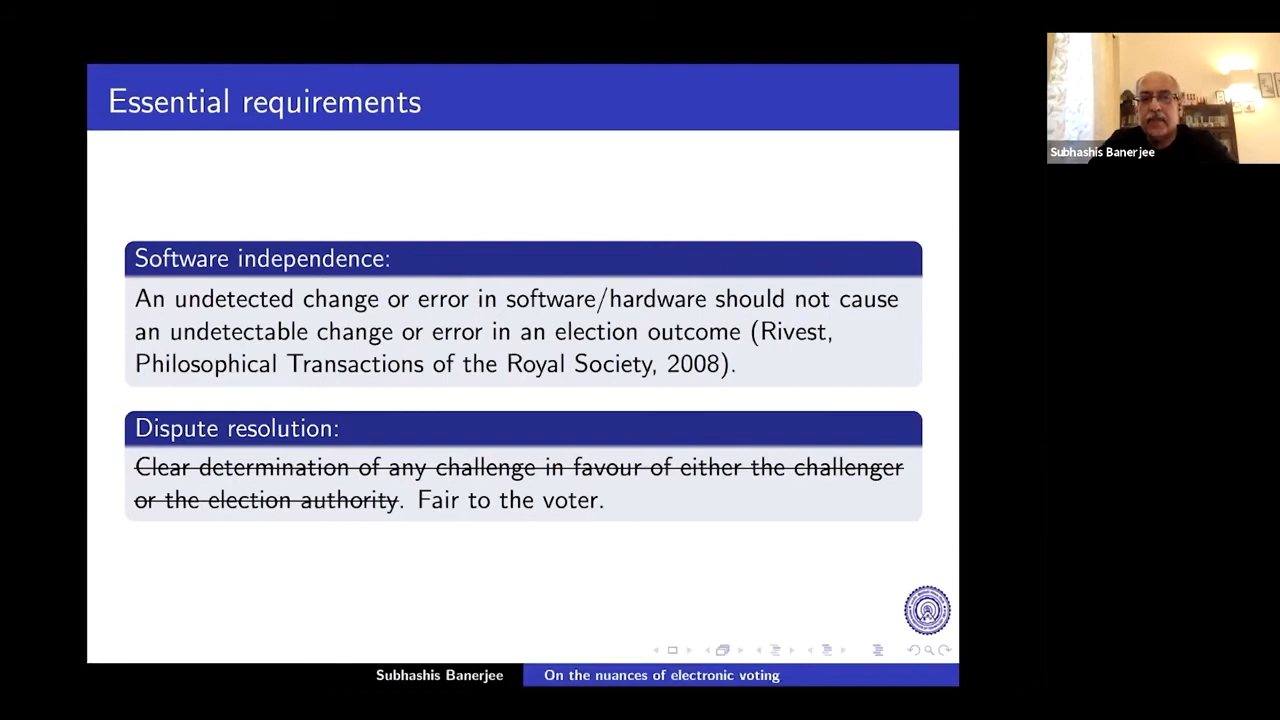 Essential requirements
Subhashis Banerjee
Software independence:
An undetected change or error in software/hardware should not cause
an undetectable change or error in an election outcome (Rivest,
Philosophical Transactions of the Royal Society, 2008).
Dispute resolution:
Clear determination of any challenge in favour of either the challenger
or the election authority. Fair to the voter.
Subhashis Banerjee
On the nuances of electronic voting